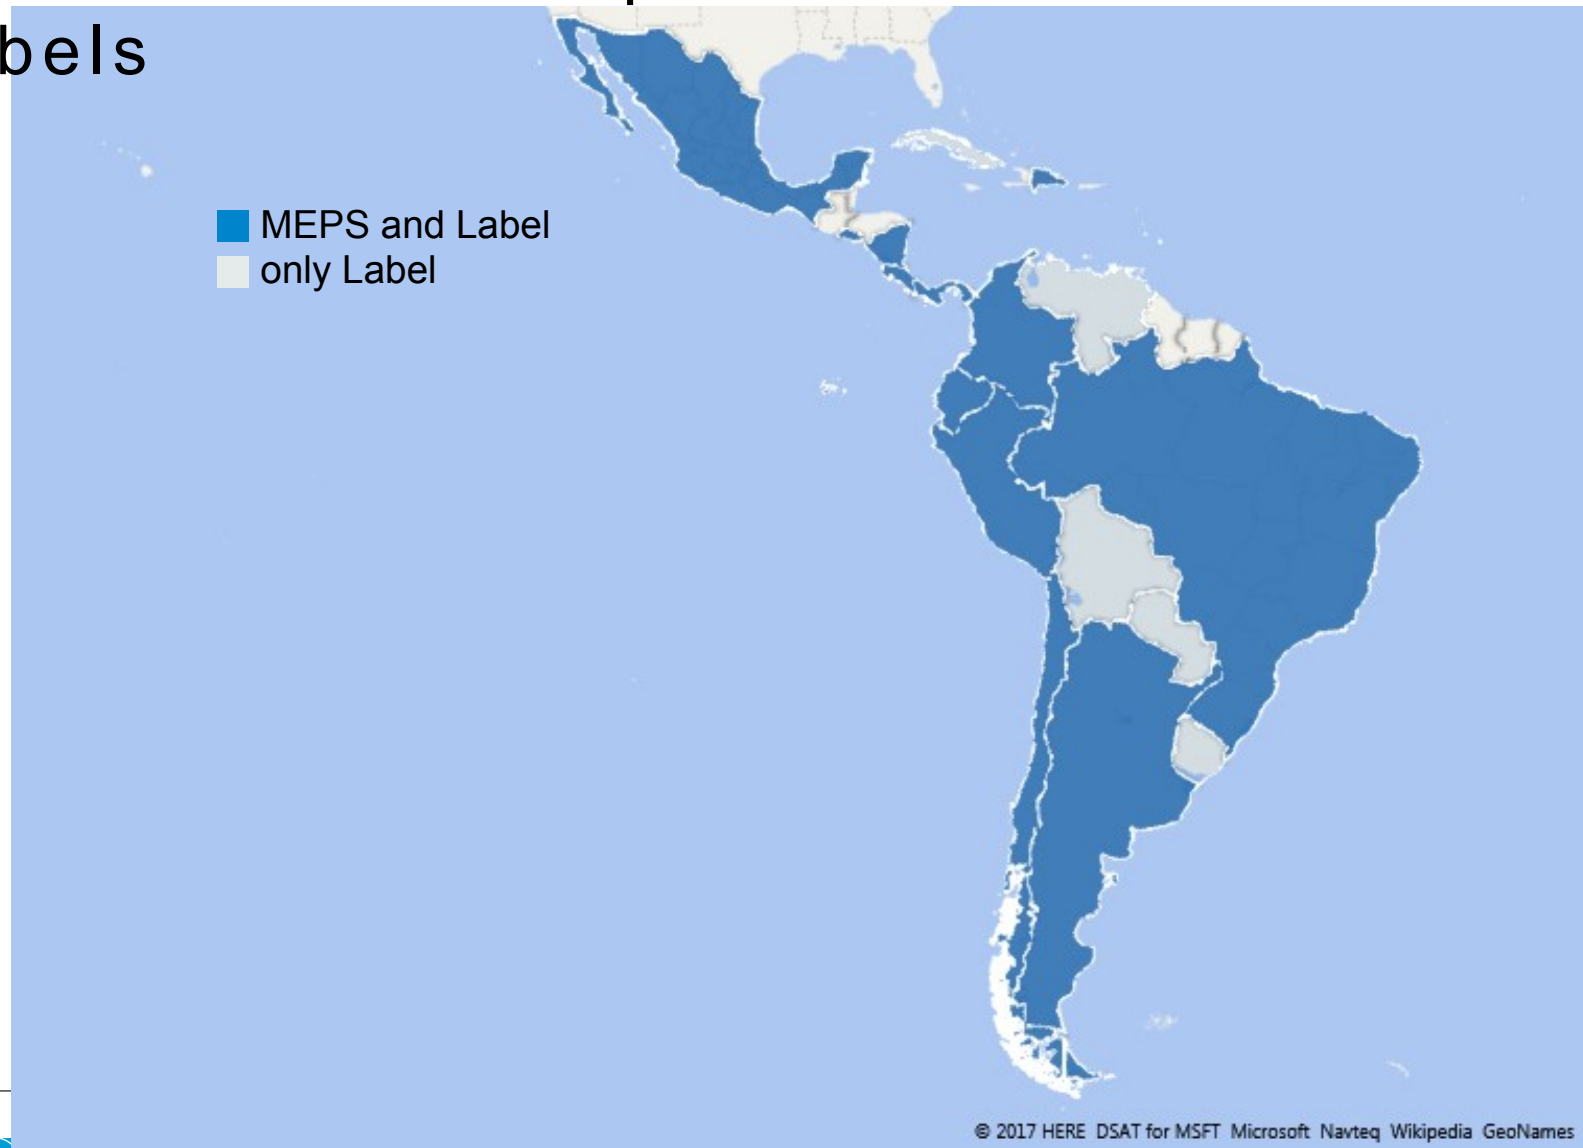 bels
MEPS and Label
only Label
© 2017 HERE DSAT for MSFT Microsoft Navteq Wikipedia GeoNames